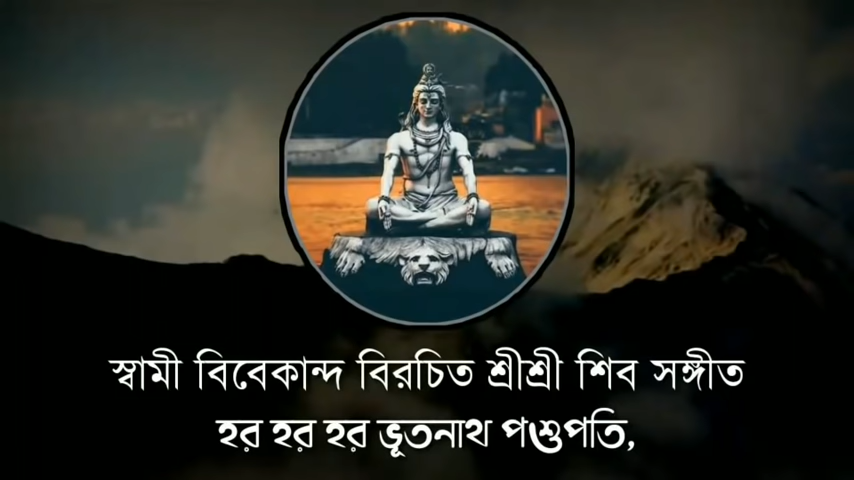 স্বামী বিবেকান্দ বিরচিত শ্রীশ্রী শিব সঙ্গীত
হর হর হর ভূতনাথ পশুপতি,